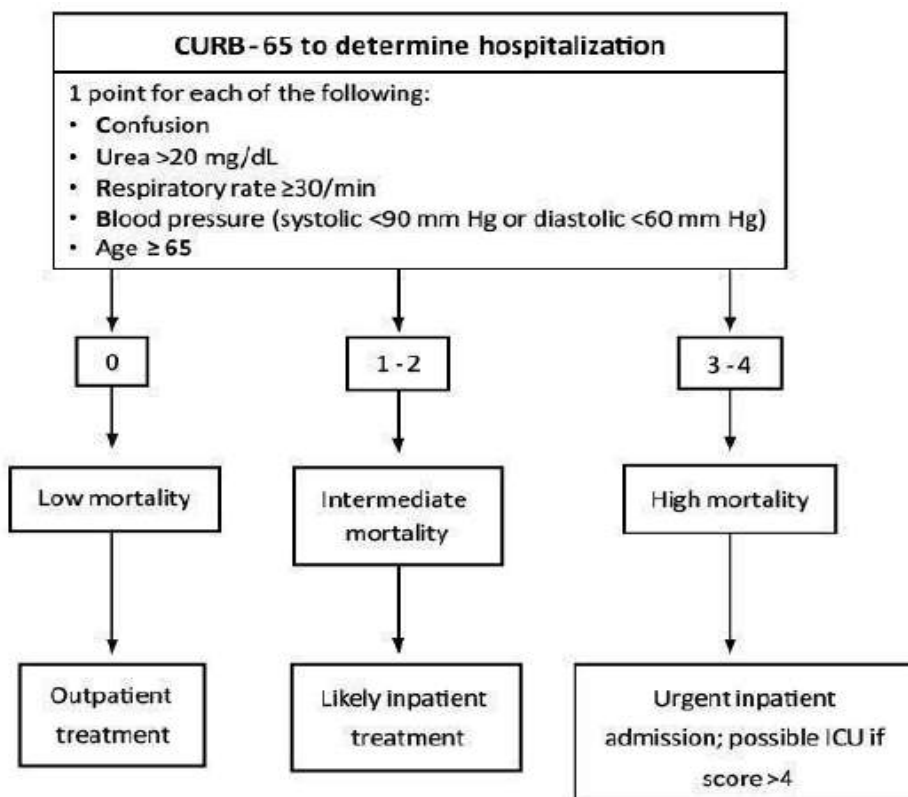 CURB-65 to determine hospitalization
1 point for each of the following:
• Confusion
• Urea >20 mg/dL
• Respiratory rate ≥30/min
• Blood pressure (systolic <90 mm Hg or diastolic <60 mm Hg)
• Age ≥ 65
0
1-2
3-4
Low mortality
Intermediate
mortality
High mortality
Outpatient
treatment
Likely inpatient
treatment
Urgent inpatient
admission; possible ICU if
score >4